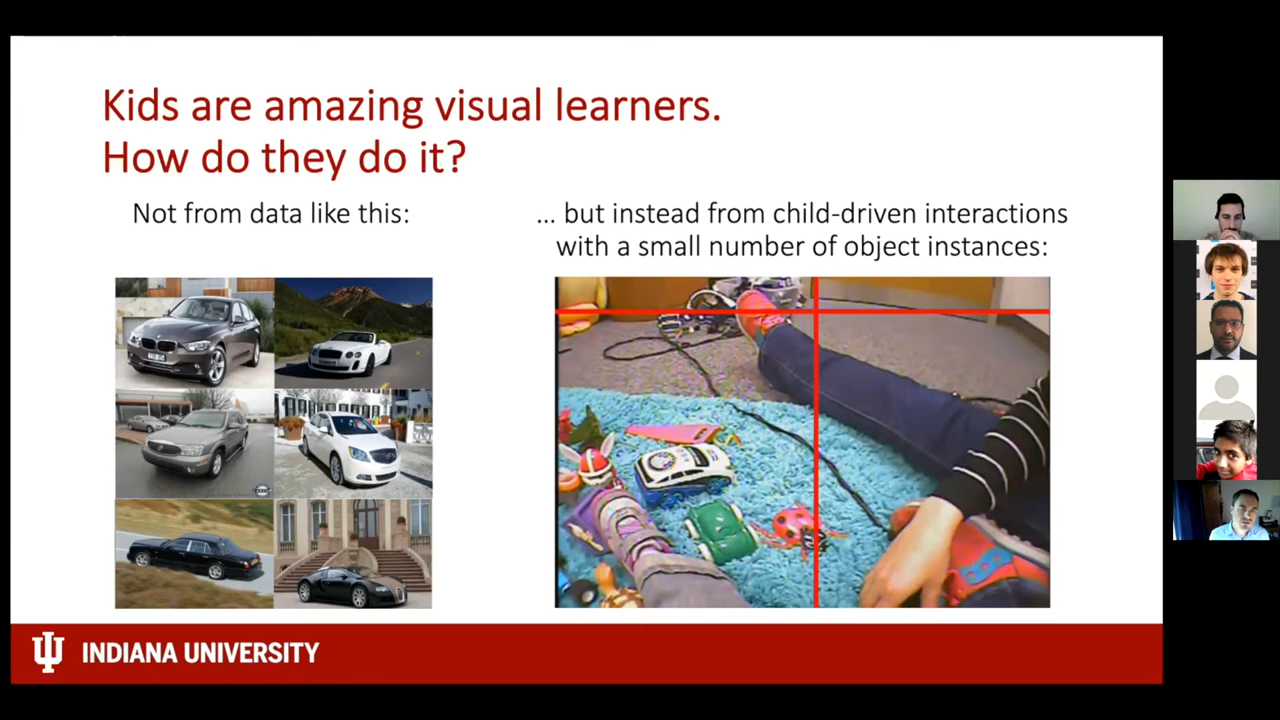 Kids are amazing visual learners.
How do they do it?
Not from data like this:
... but instead from child-driven interactions
with a small number of object instances:
INDIANA UNIVERSITY